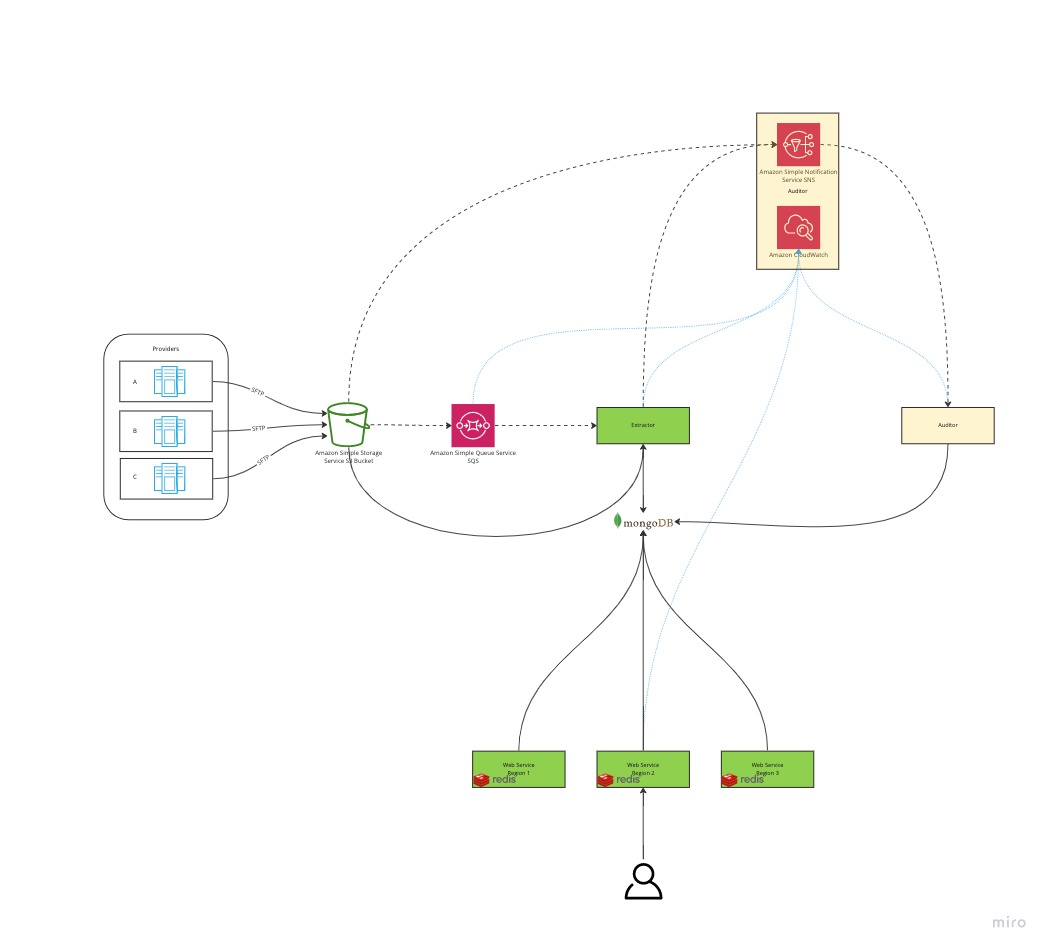 Amazon Simple Notification
Service SNS
Auditor
Amazon CloudWatch
Providers
A
B
C
SFTP
SFTP
SFTP
Amazon Simple Storage
Service S3 Bucket
Amazon Simple Queue Service
SQS
Extractor
Auditor
mongoDB
Web Service
Region 1
redis
Web Service
Region 2
redis
Web Service
Region 3
redis
miro